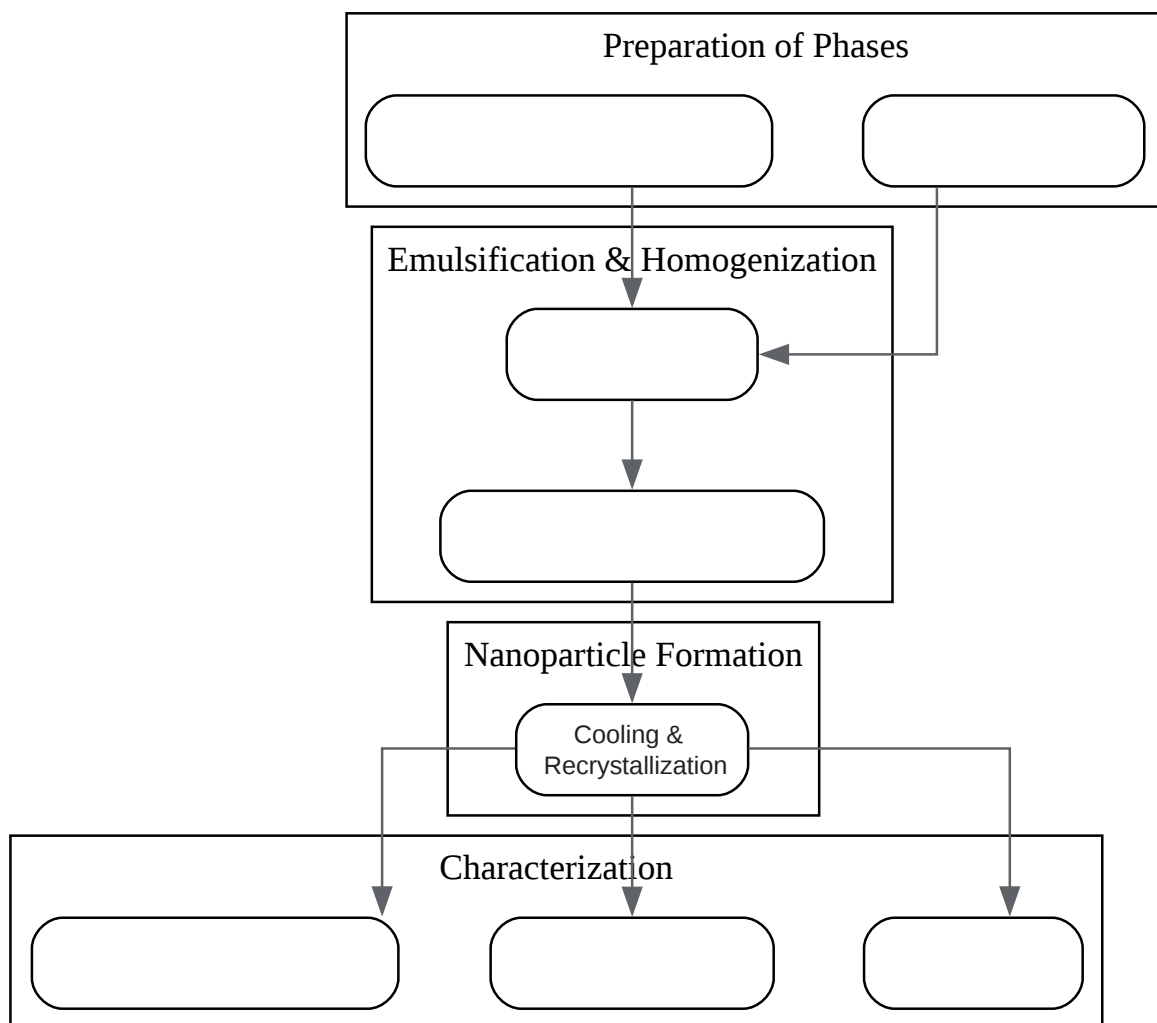 Preparation of Phases
Emulsification & Homogenization
Nanoparticle Formation
Cooling &
Recrystallization
Characterization